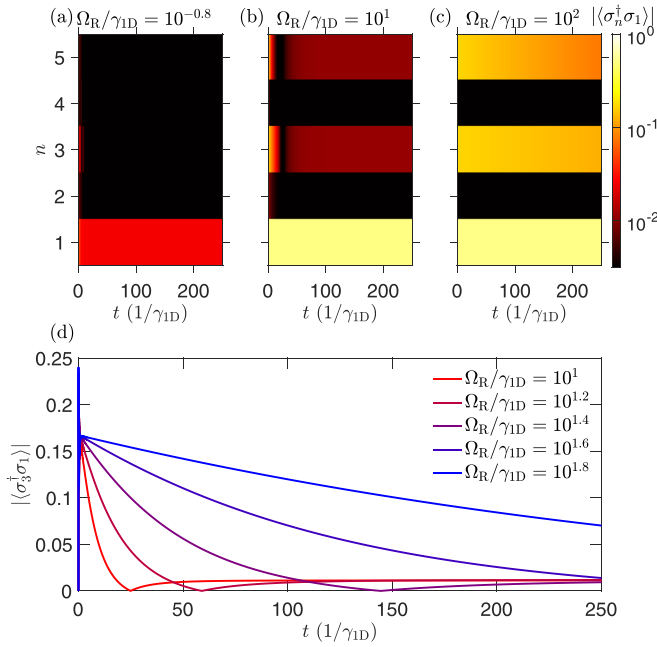 (a) Ω_R/γ_1D = 10^−0.8
(b) Ω_R/γ_1D = 10^1
(c) Ω_R/γ_1D = 10^2
|⟨σ_n^†σ_1⟩|
n
5
4
3
2
1
10^0
10^-1
10^-2
0 100 200
0 100 200
0 100 200
t (1/γ_1D)
t (1/γ_1D)
t (1/γ_1D)
(d)
|⟨σ_3^†σ_1⟩|
0.25
0.2
0.15
0.1
0.05
0
Ω_R/γ_1D = 10^1
Ω_R/γ_1D = 10^1.2
Ω_R/γ_1D = 10^1.4
Ω_R/γ_1D = 10^1.6
Ω_R/γ_1D = 10^1.8
0 50 100 150 200 250
t (1/γ_1D)